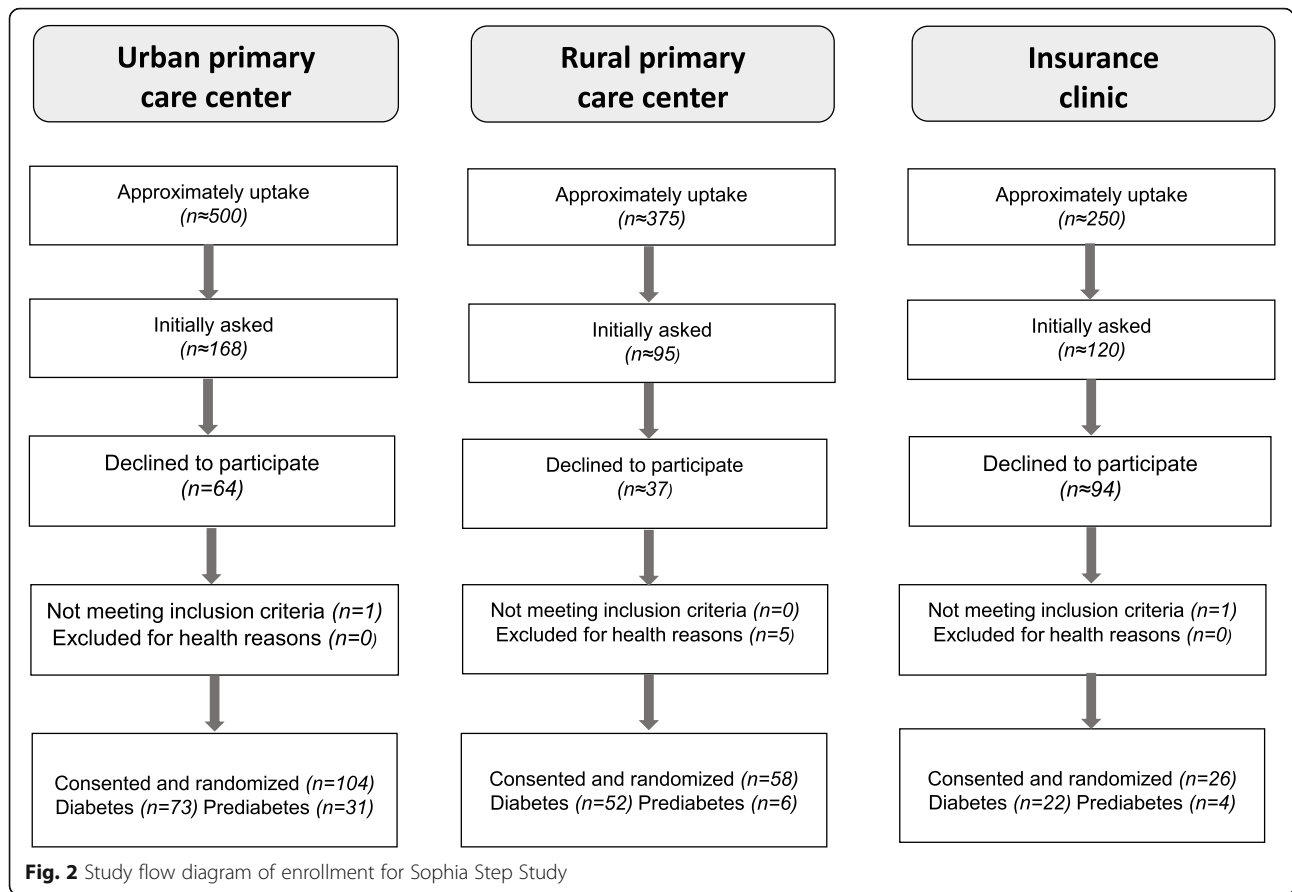 Urban primary
care center
Approximately uptake
(n≈500)
Initially asked
(n≈168)
Declined to participate
(n=64)
Not meeting inclusion criteria (n=1)
Excluded for health reasons (n=0)
Consented and randomized (n=104)
Diabetes (n=73) Prediabetes (n=31)
Rural primary
care center
Approximately uptake
(n≈375)
Initially asked
(n≈95)
Declined to participate
(n≈37)
Not meeting inclusion criteria (n=0)
Excluded for health reasons (n=5)
Consented and randomized (n=58)
Diabetes (n=52) Prediabetes (n=6)
Insurance
clinic
Approximately uptake
(n≈250)
Initially asked
(n≈120)
Declined to participate
(n≈94)
Not meeting inclusion criteria (n=1)
Excluded for health reasons (n=0)
Consented and randomized (n=26)
Diabetes (n=22) Prediabetes (n=4)
Fig. 2 Study flow diagram of enrollment for Sophia Step Study